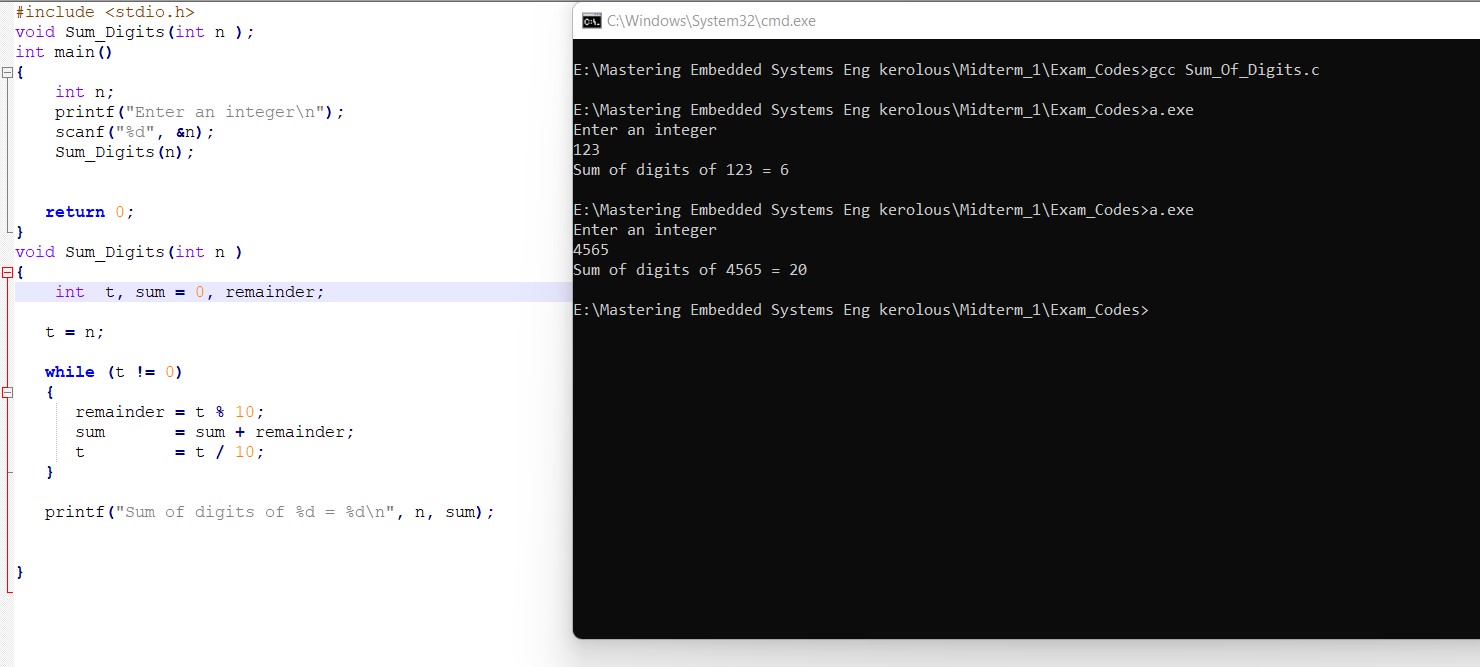 #include <stdio.h>
void Sum_Digits(int n );
int main()
{
int n;
printf("Enter an integer\n");
scanf("%d", &n);
Sum_Digits(n);
return 0;
}
void Sum_Digits(int n )
{
int  t, sum = 0, remainder;
t = n;
while (t != 0)
{
remainder = t % 10;
sum       = sum + remainder;
t         = t / 10;
}
printf("Sum of digits of %d = %d\n", n, sum);
}
C:\Windows\System32\cmd.exe
E:\Mastering Embedded Systems Eng kerolous\Midterm_1\Exam_Codes>gcc Sum_Of_Digits.c
E:\Mastering Embedded Systems Eng kerolous\Midterm_1\Exam_Codes>a.exe
Enter an integer
123
Sum of digits of 123 = 6
E:\Mastering Embedded Systems Eng kerolous\Midterm_1\Exam_Codes>a.exe
Enter an integer
4565
Sum of digits of 4565 = 20
E:\Mastering Embedded Systems Eng kerolous\Midterm_1\Exam_Codes>